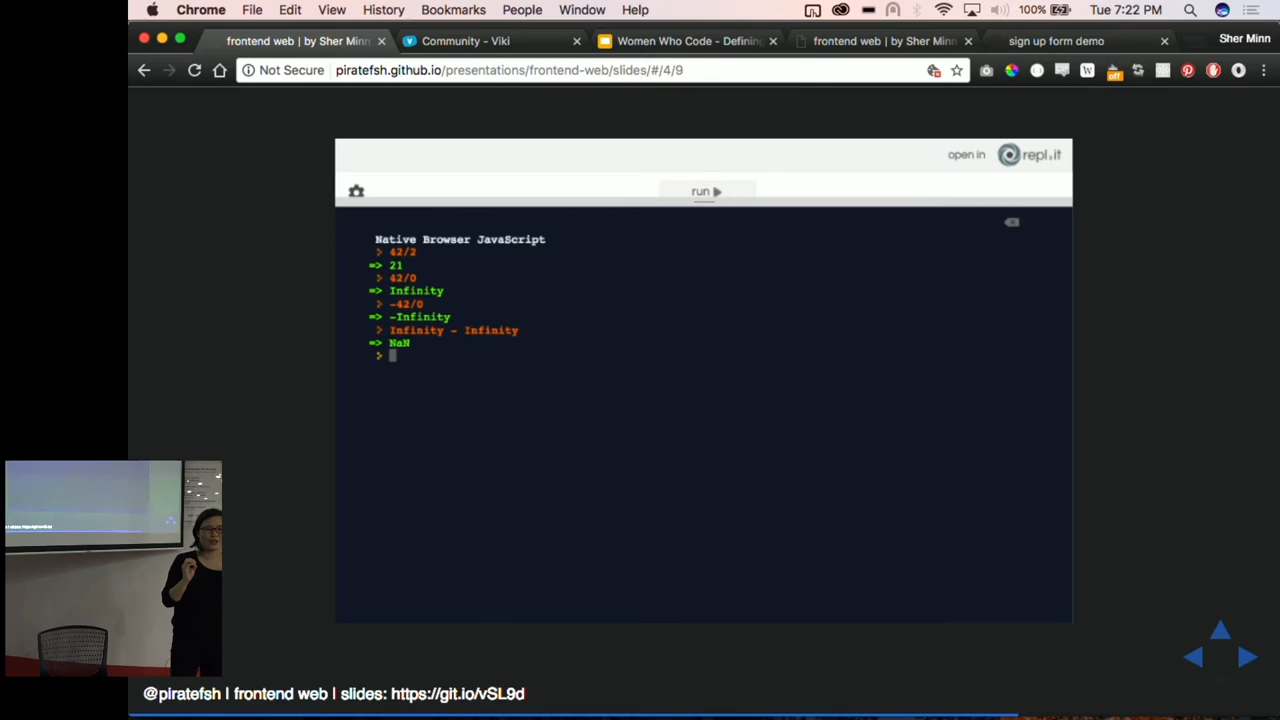 Chrome File Edit View History Bookmarks People Window Help 100% Tue 7:22 PM
frontend web | by Sher Minn Community - Viki Women Who Code - Defining frontend web | by Sher Minn sign up form demo Sher Minn
Not Secure piratefsh.github.io/presentations/frontend-web/slides/#/4/9 off
open in repl.it
run
Native Browser JavaScript
> 42/2
=> 21
> 42/0
=> Infinity
> -42/0
=> -Infinity
> Infinity - Infinity
=> NaN
>
@piratefsh | frontend web | slides: https://git.io/vSL9d